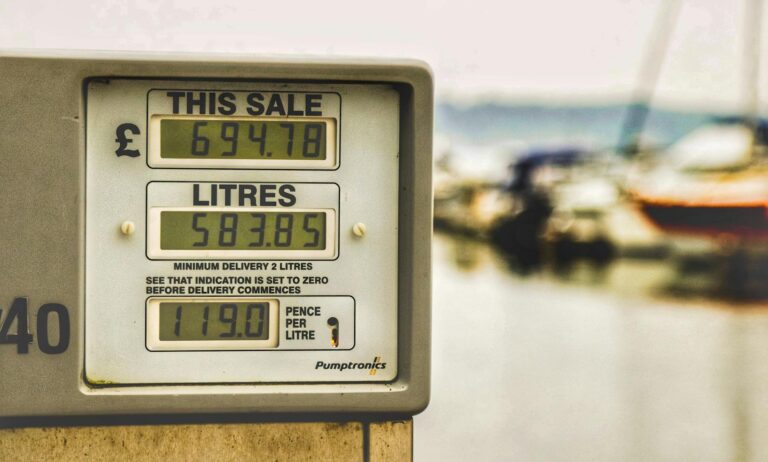 THIS SALE
£ 694.78
LITRES
583.85
MINIMUM DELIVERY 2 LITRES
SEE THAT INDICATION IS SET TO ZERO
BEFORE DELIVERY COMMENCES
119.0
PENCE
PER
LITRE
40
Pumptronics